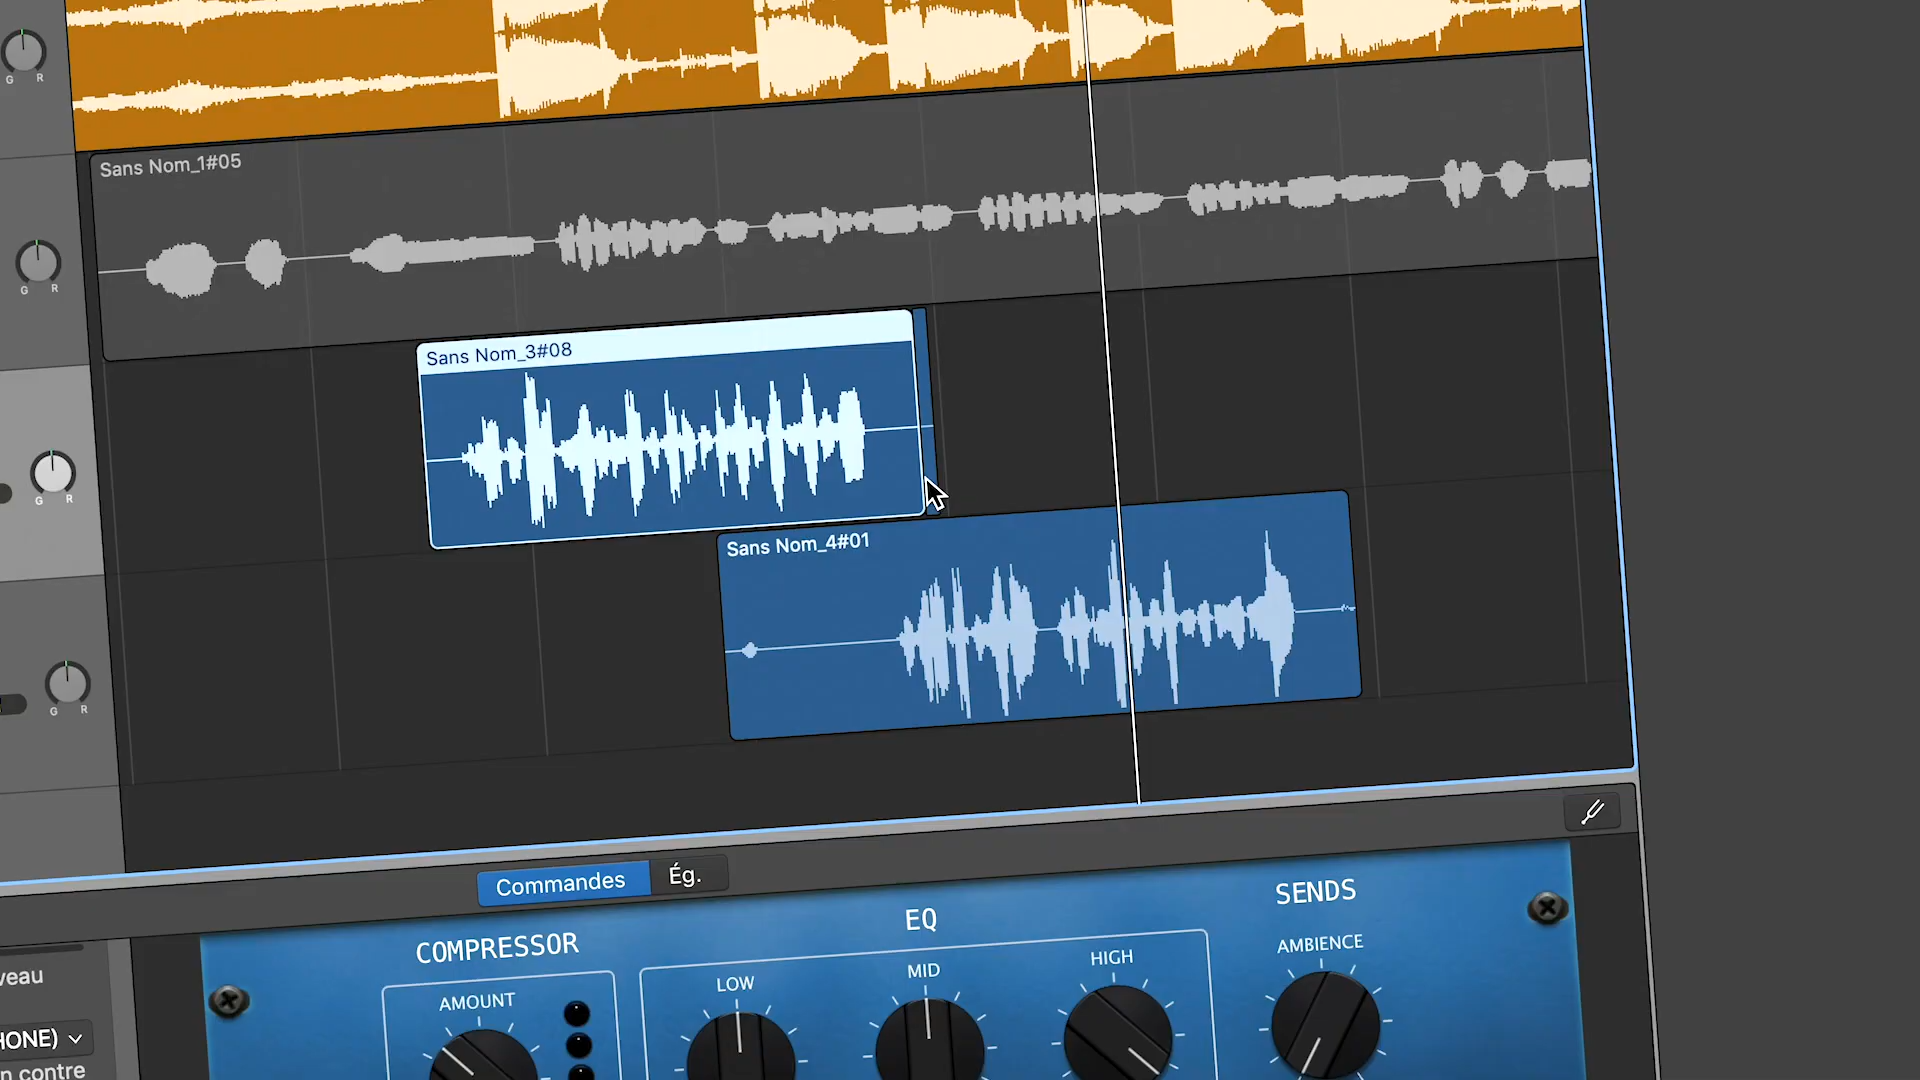 G R
Sans Nom_1#05
G R
Sans Nom_3#08
G R
Sans Nom_4#01
G R
Commandes
Ég.
COMPRESSOR
EQ
SENDS
AMOUNT
LOW
MID
HIGH
AMBIENCE
veau
HONE)
n contre